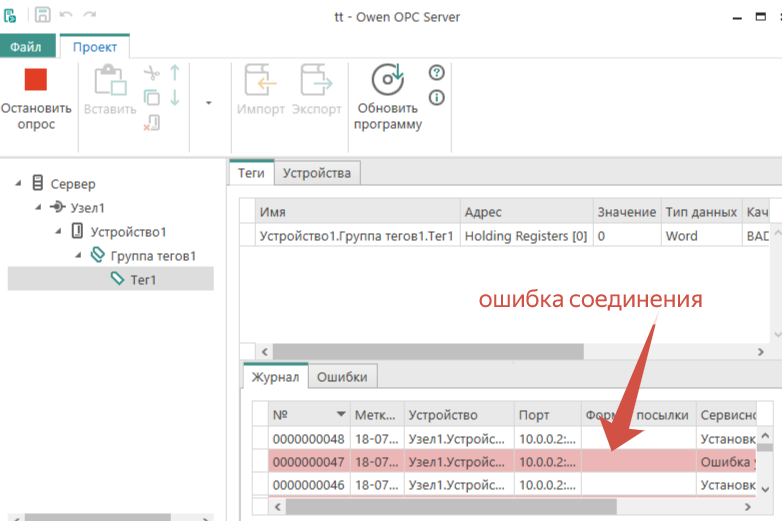 tt - Owen OPC Server
Файл
Проект
Остановить опрос
Вставить
Импорт
Экспорт
Обновить программу
Сервер
Узел1
Устройство1
Группа тегов1
Тег1
Теги Устройства
Имя Адрес Значение Тип данных Кач
Устройство1.Группа тегов1.Тег1 Holding Registers [0] 0 Word BAD
ошибка соединения
Журнал Ошибки
№ Метк... Устройство Порт посылки Сервисно
0000000048 18-07... Узел1.Устройс... 10.0.0.2:... Установк
0000000047 18-07... Узел1.Устройс... 10.0.0.2:... Ошибка
0000000046 18-07... Узел1.Устройс... 10.0.0.2:... Установк